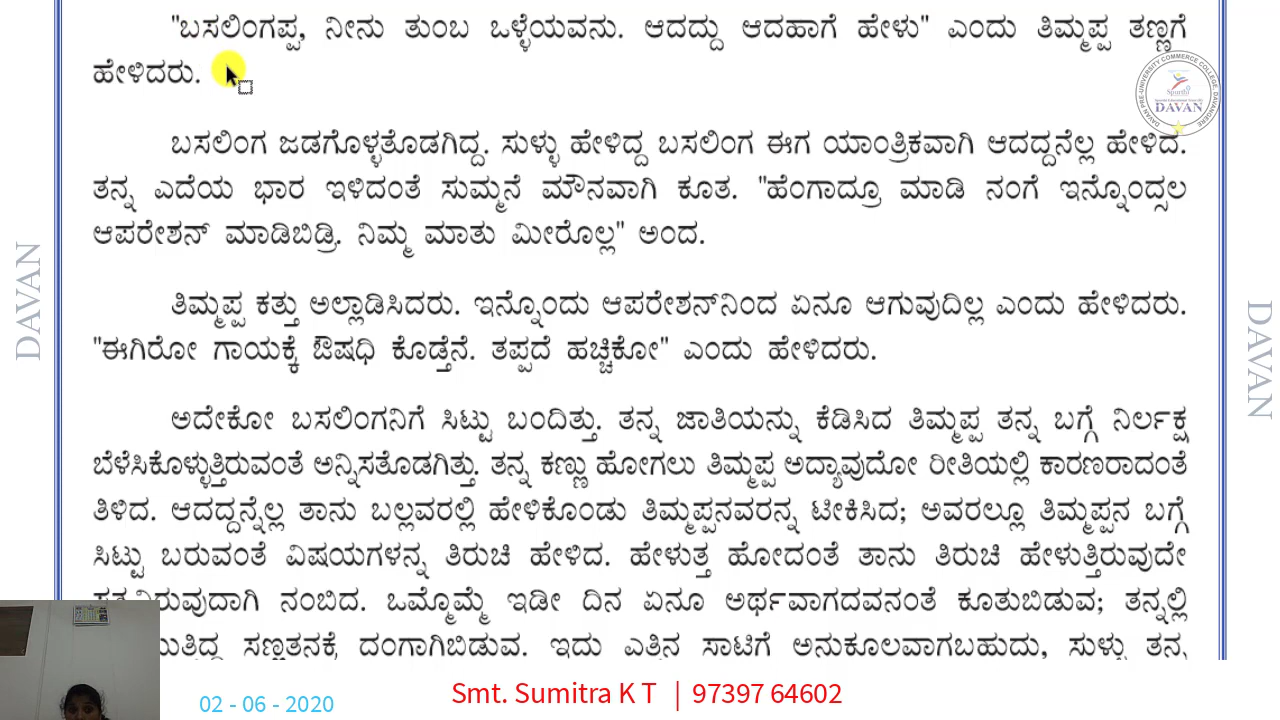 "ಬಸಲಿಂಗಪ್ಪ, ನೀನು ತುಂಬ ಒಳ್ಳೆಯವನು. ಆದದ್ದು ಆದಹಾಗೆ ಹೇಳು" ಎಂದು ತಿಮ್ಮಪ್ಪ ತಣ್ಣಗೆ
ಹೇಳಿದರು.
ಬಸಲಿಂಗ ಜಡಗೊಳ್ಳತೊಡಗಿದ್ದ. ಸುಳ್ಳು ಹೇಳಿದ್ದ ಬಸಲಿಂಗ ಈಗ ಯಾಂತ್ರಿಕವಾಗಿ ಆದದ್ದನೆಲ್ಲ ಹೇಳಿದ.
ತನ್ನ ಎದೆಯ ಭಾರ ಇಳಿದಂತೆ ಸುಮ್ಮನೆ ಮೌನವಾಗಿ ಕೂತ. "ಹೆಂಗಾದ್ರೂ ಮಾಡಿ ನಂಗೆ ಇನ್ನೊಂದ್ಸಲ
ಆಪರೇಶನ್ ಮಾಡಿಬಿಡ್ರಿ. ನಿಮ್ಮ ಮಾತು ಮೀರೊಲ್ಲ" ಅಂದ.
ತಿಮ್ಮಪ್ಪ ಕತ್ತು ಅಲ್ಲಾಡಿಸಿದರು. ಇನ್ನೊಂದು ಆಪರೇಶನ್‌ನಿಂದ ಏನೂ ಆಗುವುದಿಲ್ಲ ಎಂದು ಹೇಳಿದರು.
"ಈಗಿರೋ ಗಾಯಕ್ಕೆ ಔಷಧಿ ಕೊಡ್ತೆನೆ. ತಪ್ಪದೆ ಹಚ್ಚಿಕೋ" ಎಂದು ಹೇಳಿದರು.
ಅದೇಕೋ ಬಸಲಿಂಗನಿಗೆ ಸಿಟ್ಟು ಬಂದಿತ್ತು. ತನ್ನ ಜಾತಿಯನ್ನು ಕೆಡಿಸಿದ ತಿಮ್ಮಪ್ಪ ತನ್ನ ಬಗ್ಗೆ ನಿರ್ಲಕ್ಷ
ಬೆಳೆಸಿಕೊಳ್ಳುತ್ತಿರುವಂತೆ ಅನ್ನಿಸತೊಡಗಿತ್ತು. ತನ್ನ ಕಣ್ಣು ಹೋಗಲು ತಿಮ್ಮಪ್ಪ ಅದ್ಯಾವುದೋ ರೀತಿಯಲ್ಲಿ ಕಾರಣರಾದಂತೆ
ತಿಳಿದ. ಆದದ್ದನ್ನೆಲ್ಲ ತಾನು ಬಲ್ಲವರಲ್ಲಿ ಹೇಳಿಕೊಂಡು ತಿಮ್ಮಪ್ಪನವರನ್ನ ಟೀಕಿಸಿದ; ಅವರಲ್ಲೂ ತಿಮ್ಮಪ್ಪನ ಬಗ್ಗೆ
ಸಿಟ್ಟು ಬರುವಂತೆ ವಿಷಯಗಳನ್ನ ತಿರುಚಿ ಹೇಳಿದ. ಹೇಳುತ್ತ ಹೋದಂತೆ ತಾನು ತಿರುಚಿ ಹೇಳುತ್ತಿರುವುದೇ
ನಂಬಿದ. ಒಮ್ಮೊಮ್ಮೆ ಇಡೀ ದಿನ ಏನೂ ಅರ್ಥವಾಗದವನಂತೆ ಕೂತುಬಿಡುವ; ತನ್ನಲ್ಲಿ
ಸಣ್ಣತನಕ್ಕೆ ದಂಗಾಗಿಬಿಡುವ. ಇದು ಎತ್ತಿನ ಸಾಟಿಗೆ ಅನುಕೂಲವಾಗಬಹುದು, ಸುಳ್ಳು ತನ್ನ
DAVAN
DAVAN
DAVAN
02 - 06 - 2020
Smt. Sumitra K T | 97397 64602